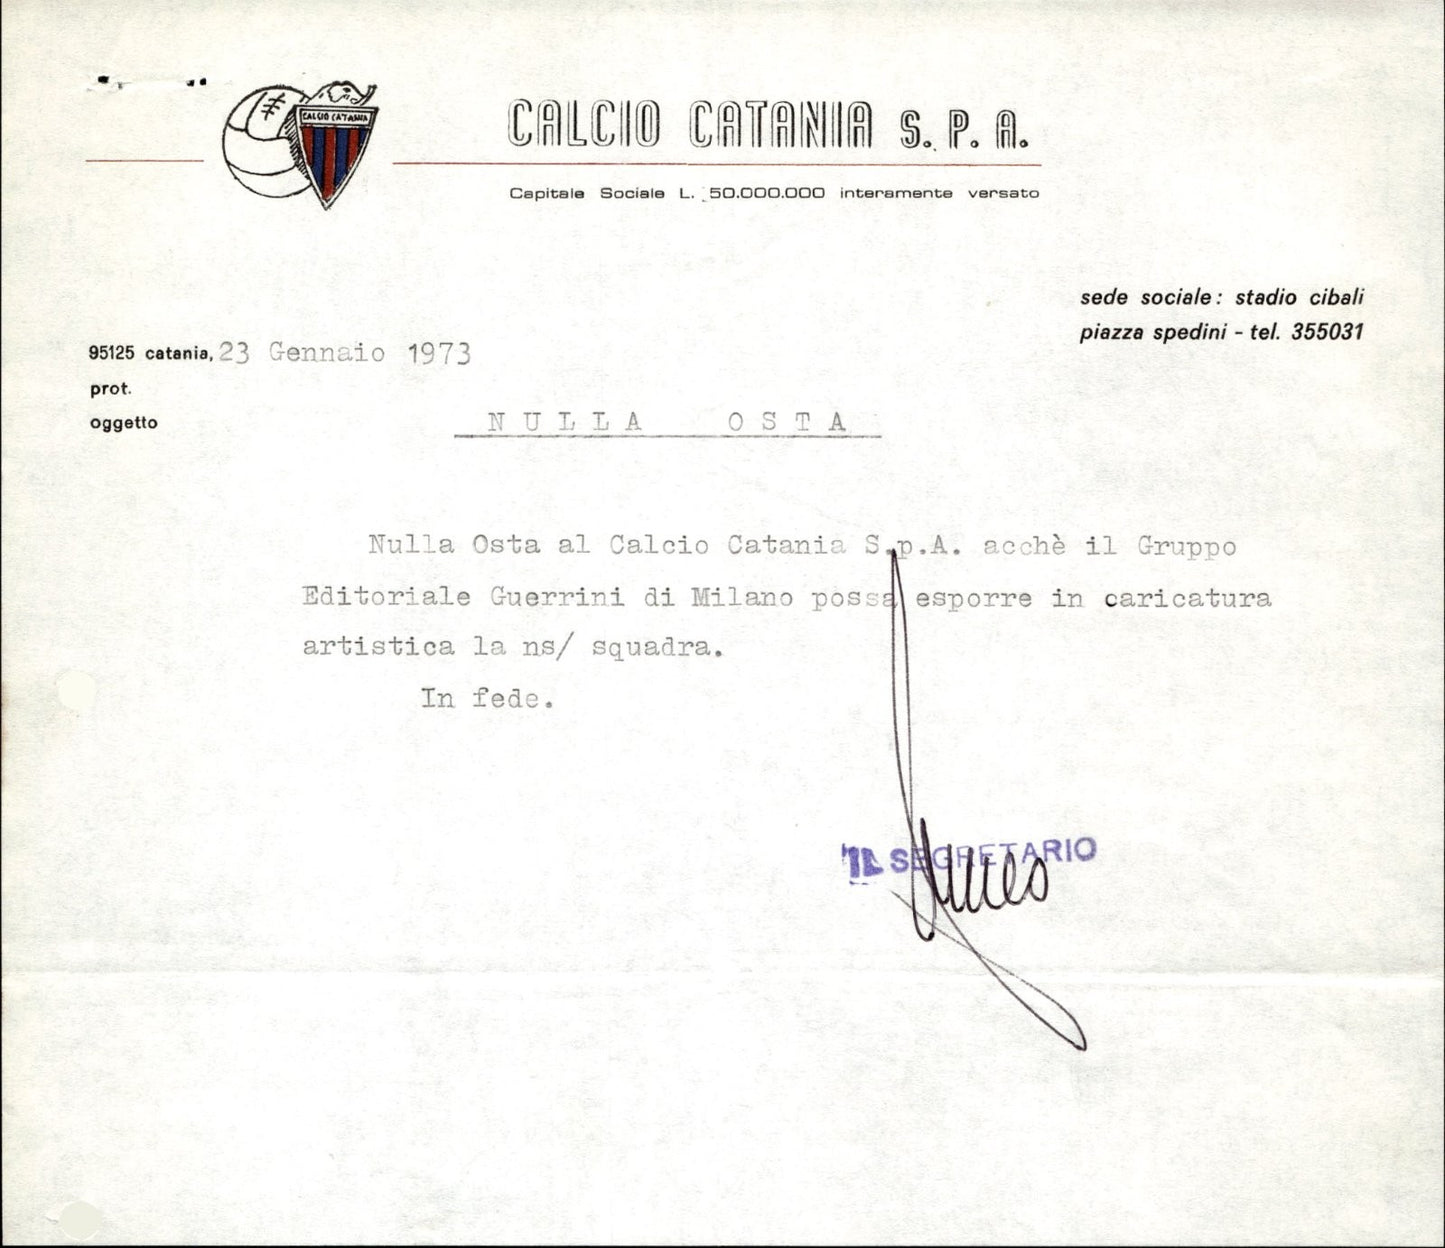 CALCIO CATANIA
CALCIO CATANIA S.P.A.
Capitale Sociale L. 50.000.000 interamente versato
sede sociale: stadio cibali
piazza spedini - tel. 355031
95125 catania, 23 Gennaio 1973
prot.
oggetto
NULLA OSTA
Nulla Osta al Calcio Catania S.p.A. acchè il Gruppo
Editoriale Guerrini di Milano possa esporre in caricatura
artistica la ns/ squadra.
In fede.
IL SEGRETARIO